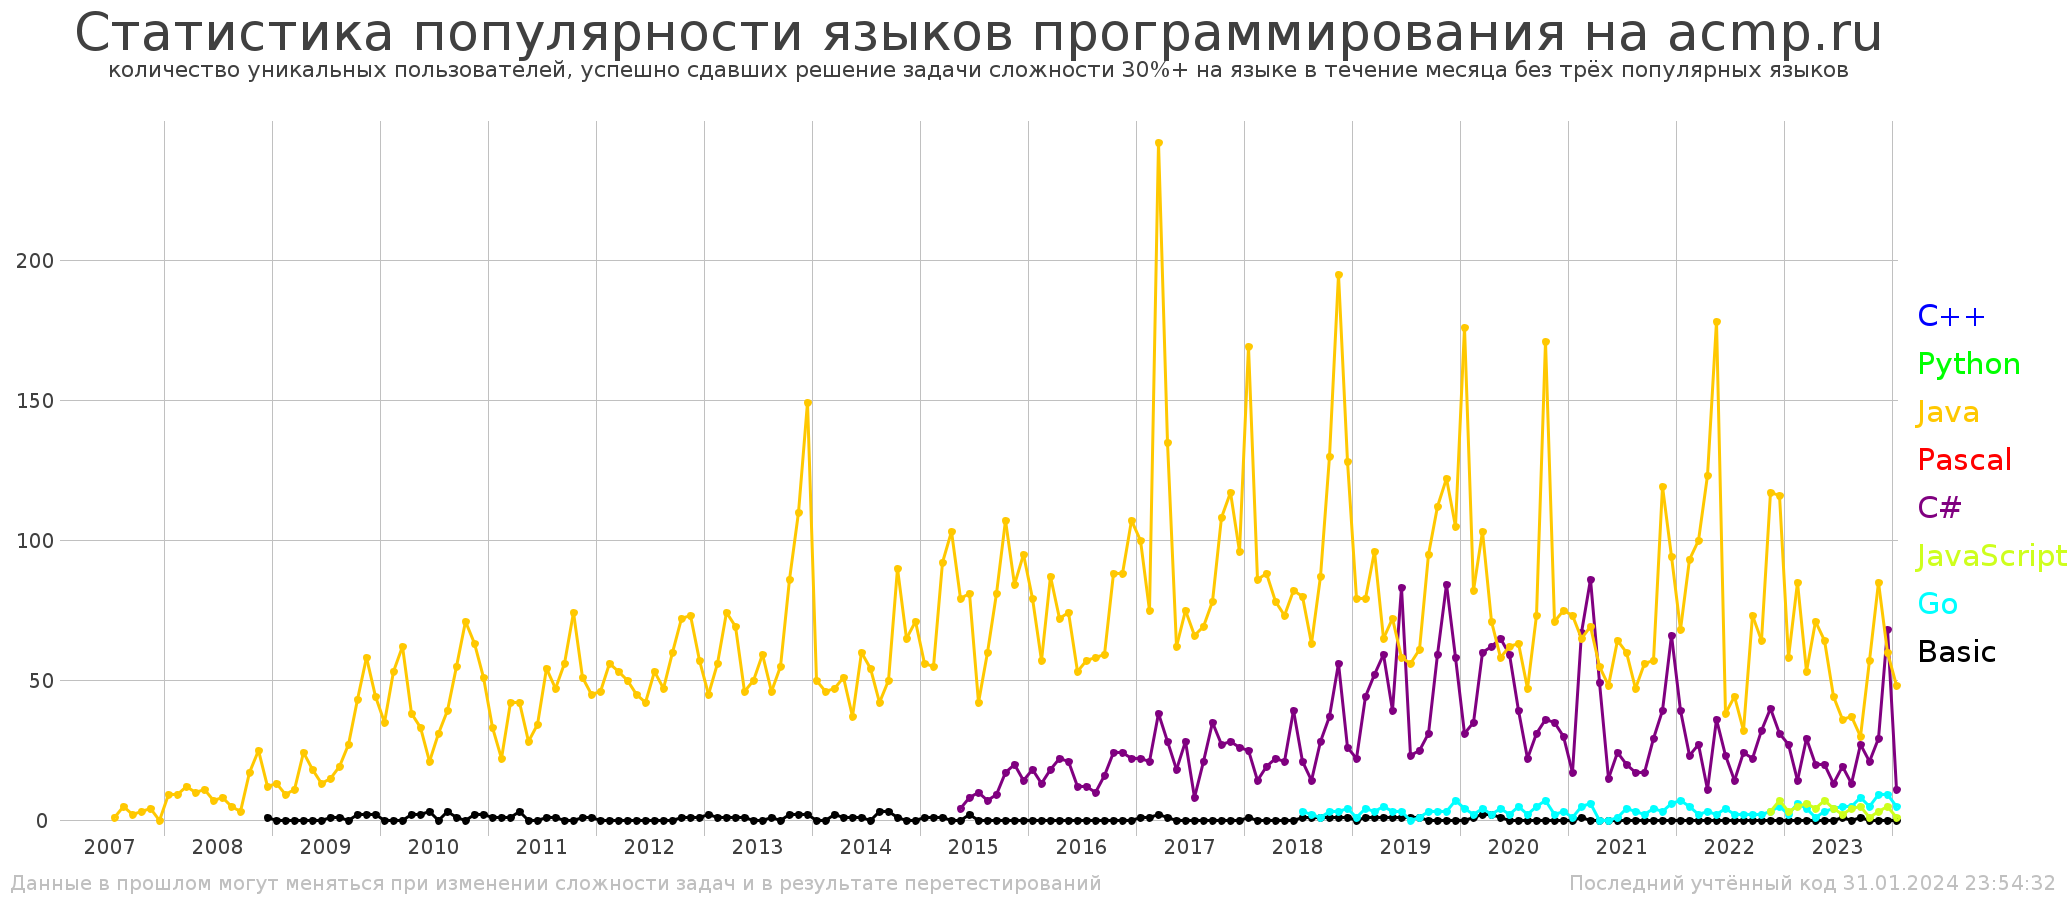 Статистика популярности языков программирования на acmp.ru
количество уникальных пользователей, успешно сдавших решение задачи сложности 30%+ на языке в течение месяца без трёх популярных языков
200
150
100
50
0
C++
Python
Java
Pascal
C#
JavaScript
Go
Basic
2007 2008 2009 2010 2011 2012 2013 2014 2015 2016 2017 2018 2019 2020 2021 2022 2023
Данные в прошлом могут меняться при изменении сложности задач и в результате перетестирований
Последний учтённый код 31.01.2024 23:54:32